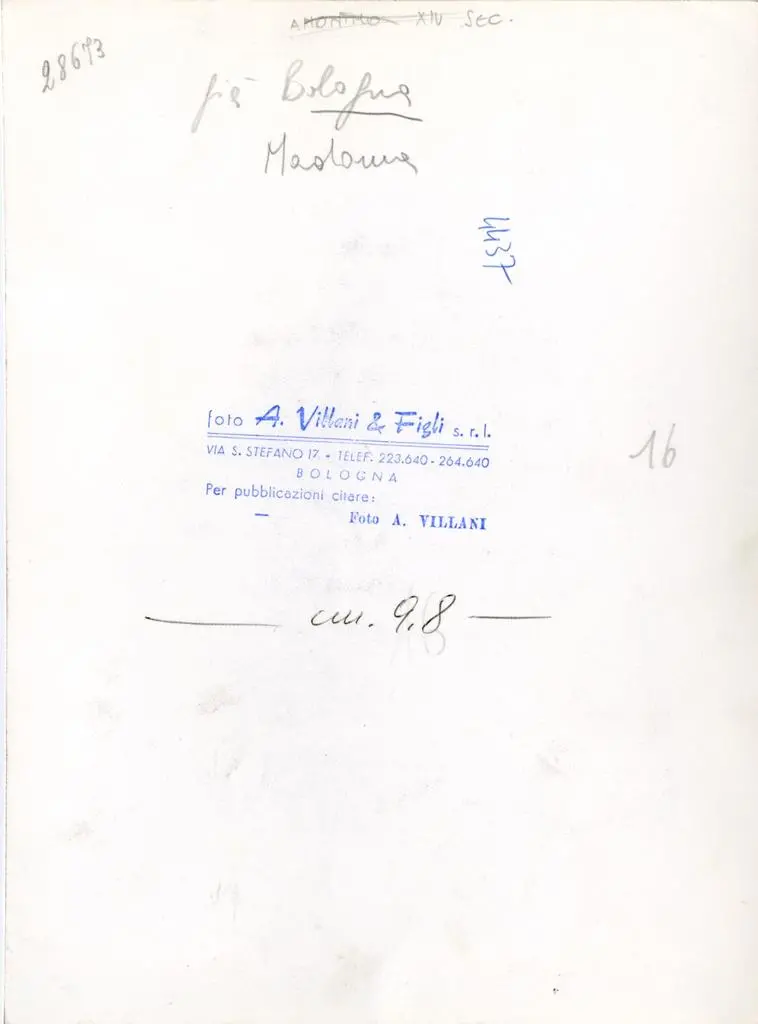 ANONIMO XIV SEC.
28673
già Bologna
Madonna
4437
foto A. Villani & Figli s.r.l.
VIA S. STEFANO 17 - TELEF. 223.640 - 264.640
BOLOGNA
Per pubblicazioni citare:
— Foto A. VILLANI
16
cm. 9,8